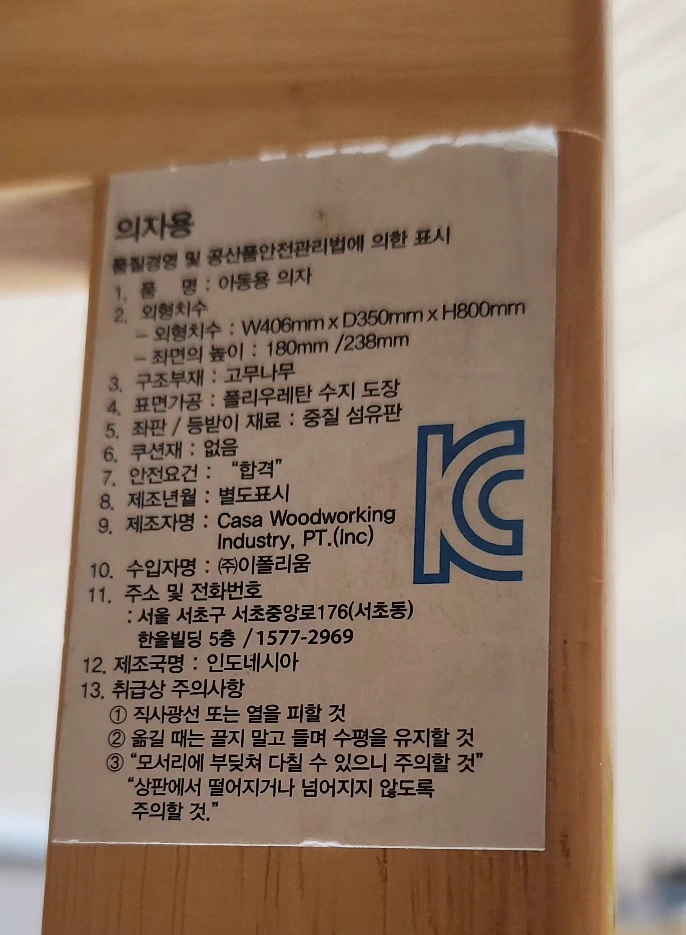 의자용
품질경영 및 공산품안전관리법에 의한 표시
1. 품 명 : 아동용 의자
2. 외형치수
– 외형치수 : W406mm x D350mm x H800mm
– 좌면의 높이 : 180mm /238mm
3. 구조부재 : 고무나무
4. 표면가공 : 폴리우레탄 수지 도장
5. 좌판 / 등받이 재료 : 중질 섬유판
6. 쿠션재 : 없음
7. 안전요건 : “합격”
8. 제조년월 : 별도표시
9. 제조자명 : Casa Woodworking
Industry, PT.(Inc)
10. 수입자명 : ㈜이폴리움
11. 주소 및 전화번호
: 서울 서초구 서초중앙로176(서초동)
한울빌딩 5층 /1577-2969
12. 제조국명 : 인도네시아
13. 취급상 주의사항
① 직사광선 또는 열을 피할 것
② 옮길 때는 끌지 말고 들며 수평을 유지할 것
③ “모서리에 부딪쳐 다칠 수 있으니 주의할 것”
“상판에서 떨어지거나 넘어지지 않도록
주의할 것.”
KC